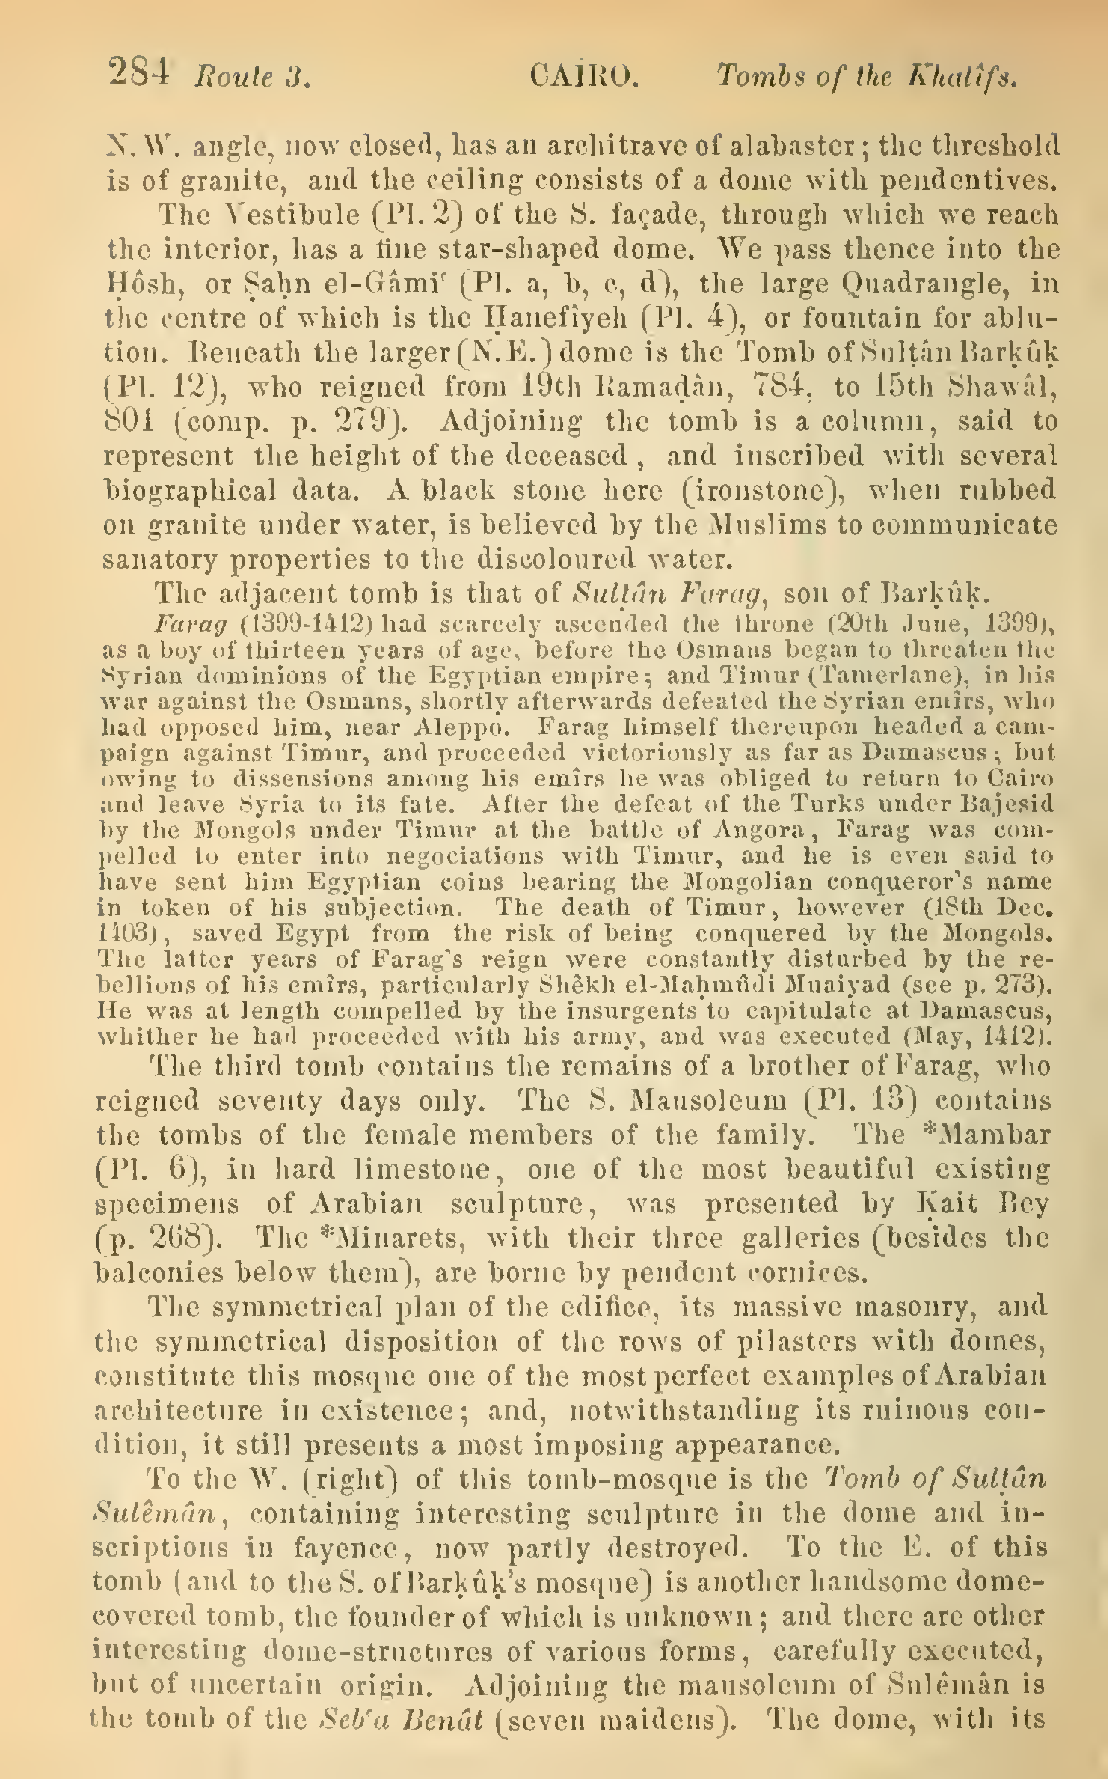 284 Route 3. CAIRO. Tombs of the Khalîfs.
N.W. angle, now closed, has an architrave of alabaster; the threshold
is of granite, and the ceiling consists of a dome with pendentives.
The Vestibule (Pl. 2) of the S. façade, through which we reach
the interior, has a fine star-shaped dome. We pass thence into the
Ḥôsh, or Ṣaḥn el-Gâmiʿ (Pl. a, b, c, d), the large Quadrangle, in
the centre of which is the Ḥanefîyeh (Pl. 4), or fountain for ablu-
tion. Beneath the larger (N.E.) dome is the Tomb of Sulṭân Barḳûḳ
(Pl. 12), who reigned from 19th Ramaḍân, 784, to 15th Shawâl,
801 (comp. p. 279). Adjoining the tomb is a column, said to
represent the height of the deceased, and inscribed with several
biographical data. A black stone here (ironstone), when rubbed
on granite under water, is believed by the Muslims to communicate
sanatory properties to the discoloured water.
The adjacent tomb is that of Sulṭân Farag, son of Barḳûḳ.
Farag (1399-1412) had scarcely ascended the throne (20th June, 1399),
as a boy of thirteen years of age, before the Osmans began to threaten the
Syrian dominions of the Egyptian empire; and Timur (Tamerlane), in his
war against the Osmans, shortly afterwards defeated the Syrian emîrs, who
had opposed him, near Aleppo. Farag himself thereupon headed a cam-
paign against Timur, and proceeded victoriously as far as Damascus; but
owing to dissensions among his emîrs he was obliged to return to Cairo
and leave Syria to its fate. After the defeat of the Turks under Bajesid
by the Mongols under Timur at the battle of Angora, Farag was com-
pelled to enter into negociations with Timur, and he is even said to
have sent him Egyptian coins bearing the Mongolian conqueror's name
in token of his subjection. The death of Timur, however (18th Dec.
1403), saved Egypt from the risk of being conquered by the Mongols.
The latter years of Farag's reign were constantly disturbed by the re-
bellions of his emîrs, particularly Shêkh el-Maḥmûdi Muaiyad (see p. 273).
He was at length compelled by the insurgents to capitulate at Damascus,
whither he had proceeded with his army, and was executed (May, 1412).
The third tomb contains the remains of a brother of Farag, who
reigned seventy days only. The S. Mausoleum (Pl. 13) contains
the tombs of the female members of the family. The *Mambar
(Pl. 6), in hard limestone, one of the most beautiful existing
specimens of Arabian sculpture, was presented by Ḳait Bey
(p. 268). The *Minarets, with their three galleries (besides the
balconies below them), are borne by pendent cornices.
The symmetrical plan of the edifice, its massive masonry, and
the symmetrical disposition of the rows of pilasters with domes,
constitute this mosque one of the most perfect examples of Arabian
architecture in existence; and, notwithstanding its ruinous con-
dition, it still presents a most imposing appearance.
To the W. (right) of this tomb-mosque is the Tomb of Sulṭân
Sulêmân, containing interesting sculpture in the dome and in-
scriptions in fayence, now partly destroyed. To the E. of this
tomb (and to the S. of Barḳûḳ's mosque) is another handsome dome-
covered tomb, the founder of which is unknown; and there are other
interesting dome-structures of various forms, carefully executed,
but of uncertain origin. Adjoining the mausoleum of Sulêmân is
the tomb of the Sebʿa Benât (seven maidens). The dome, with its